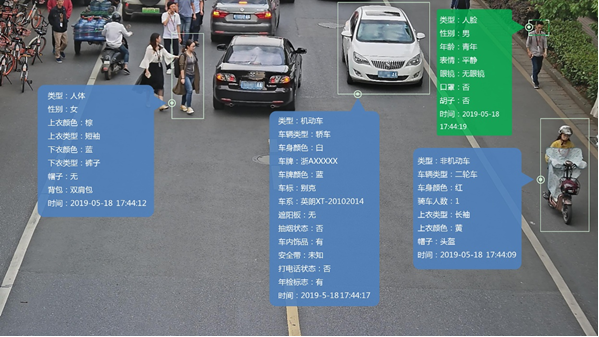 类型：人体
性别：女
上衣颜色：棕
上衣类型：短袖
下衣颜色：蓝
下衣类型：裤子
帽子：无
背包：双肩包
时间：2019-05-18 17:44:12
类型：机动车
车辆类型：轿车
车身颜色：白
车牌：浙AXXXXX
车牌颜色：蓝
车标：别克
车系：英朗XT-20102014
遮阳板：无
抽烟状态：否
车内饰品：有
安全带：未知
打电话状态：否
年检标志：有
时间：2019-5-18 17:44:17
类型：人脸
性别：男
年龄：青年
表情：平静
眼镜：无眼镜
口罩：否
胡子：否
时间：2019-05-18
17:44:19
类型：非机动车
车辆类型：二轮车
车身颜色：红
骑车人数：1
上衣类型：长袖
上衣颜色：黄
帽子：头盔
时间：2019-05-18 17:44:09